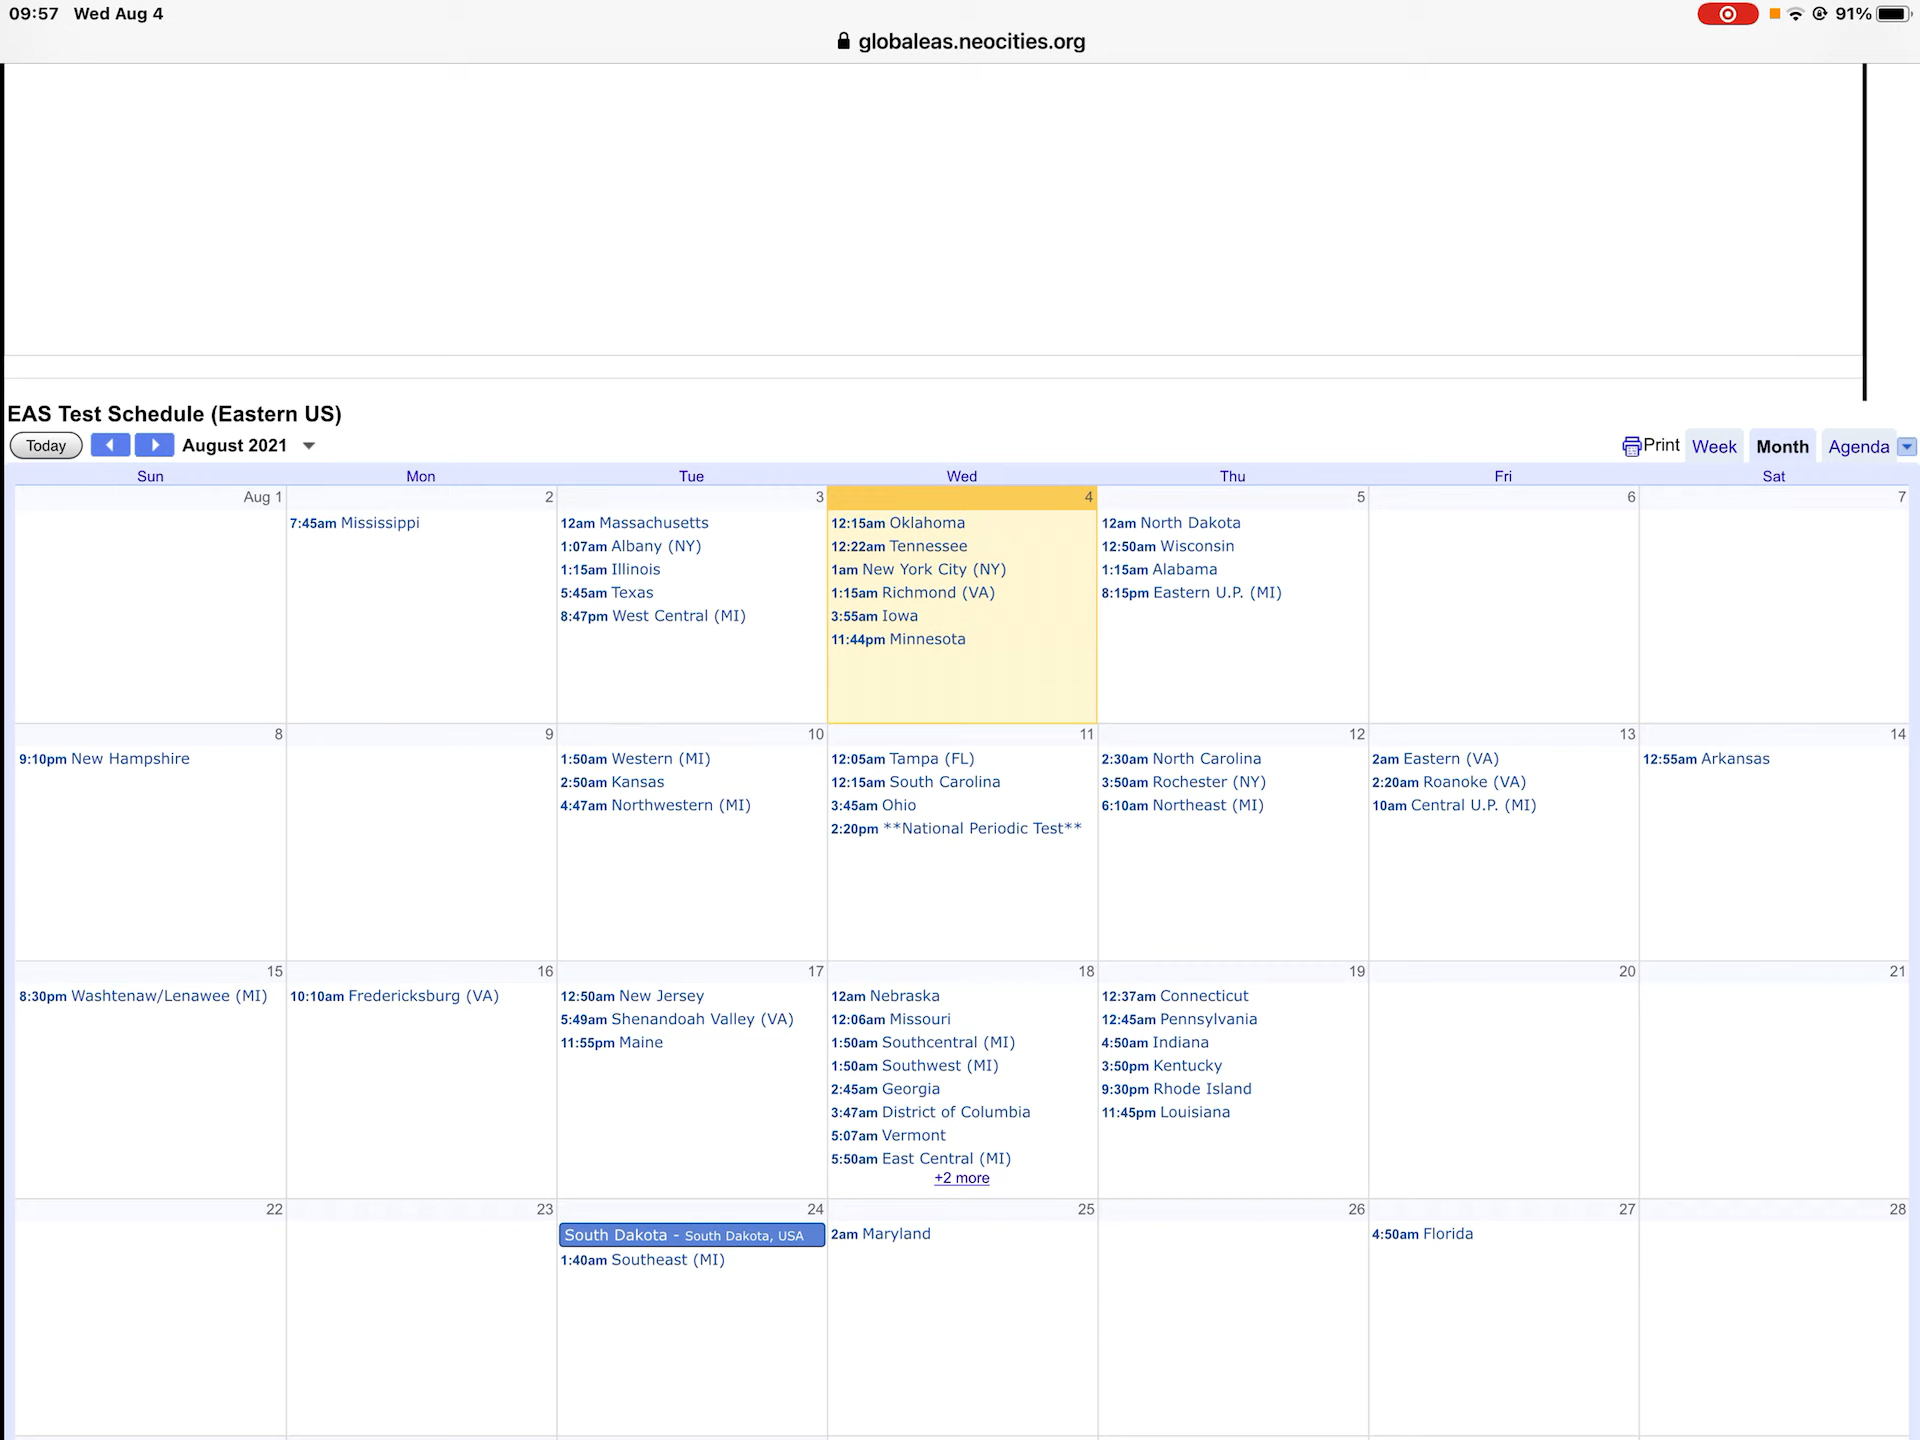 09:57 Wed Aug 4
91%
globaleas.neocities.org
EAS Test Schedule (Eastern US)
Today August 2021 Print Week Month Agenda
Sun Mon Tue Wed Thu Fri Sat
Aug 1
2
7:45am Mississippi
3
12am Massachusetts
1:07am Albany (NY)
1:15am Illinois
5:45am Texas
8:47pm West Central (MI)
4
12:15am Oklahoma
12:22am Tennessee
1am New York City (NY)
1:15am Richmond (VA)
3:55am Iowa
11:44pm Minnesota
5
12am North Dakota
12:50am Wisconsin
1:15am Alabama
8:15pm Eastern U.P. (MI)
6
7
8
9:10pm New Hampshire
9
10
1:50am Western (MI)
2:50am Kansas
4:47am Northwestern (MI)
11
12:05am Tampa (FL)
12:15am South Carolina
3:45am Ohio
2:20pm **National Periodic Test**
12
2:30am North Carolina
3:50am Rochester (NY)
6:10am Northeast (MI)
13
2am Eastern (VA)
2:20am Roanoke (VA)
10am Central U.P. (MI)
14
12:55am Arkansas
15
8:30pm Washtenaw/Lenawee (MI)
16
10:10am Fredericksburg (VA)
17
12:50am New Jersey
5:49am Shenandoah Valley (VA)
11:55pm Maine
18
12am Nebraska
12:06am Missouri
1:50am Southcentral (MI)
1:50am Southwest (MI)
2:45am Georgia
3:47am District of Columbia
5:07am Vermont
5:50am East Central (MI)
+2 more
19
12:37am Connecticut
12:45am Pennsylvania
4:50am Indiana
3:50pm Kentucky
9:30pm Rhode Island
11:45pm Louisiana
20
21
22
23
24
South Dakota - South Dakota, USA
1:40am Southeast (MI)
25
2am Maryland
26
27
4:50am Florida
28